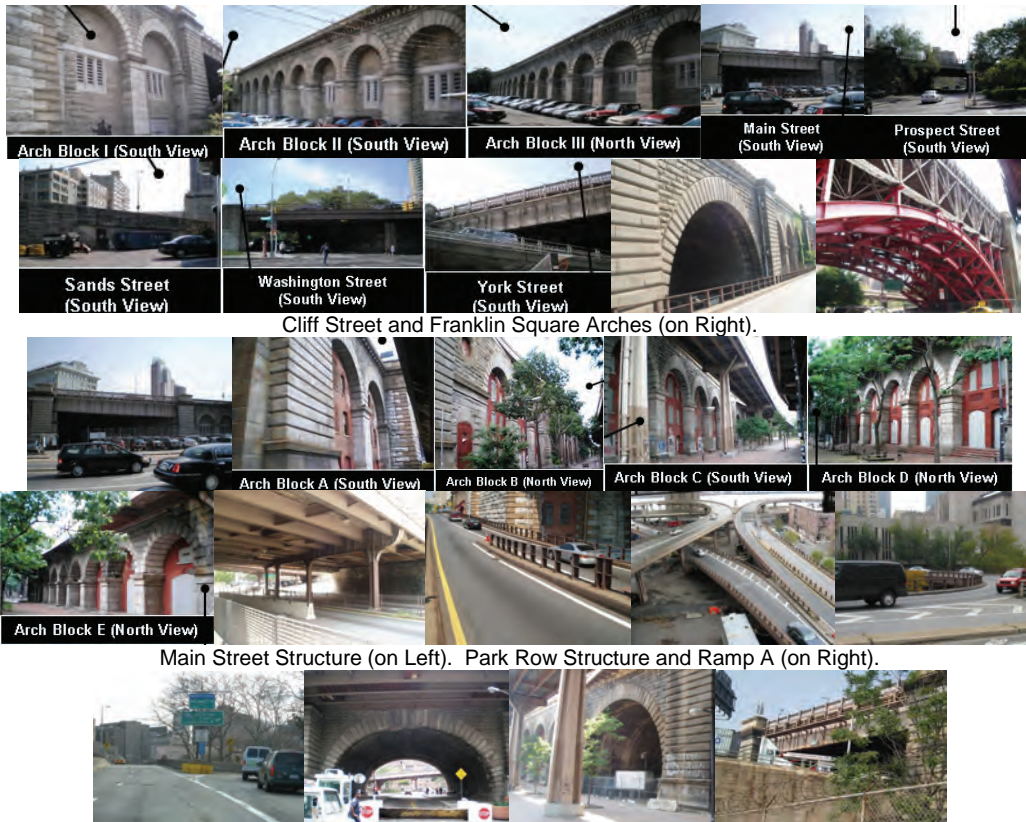 Arch Block I (South View)
Arch Block II (South View)
Arch Block III (North View)
Main Street
(South View)
Prospect Street
(South View)
Sands Street
(South View)
Washington Street
(South View)
York Street
(South View)
Cliff Street and Franklin Square Arches (on Right).
Arch Block A (South View)
Arch Block B (North View)
Arch Block C (South View)
Arch Block D (North View)
Arch Block E (North View)
Main Street Structure (on Left).  Park Row Structure and Ramp A (on Right).
STOP
STOP